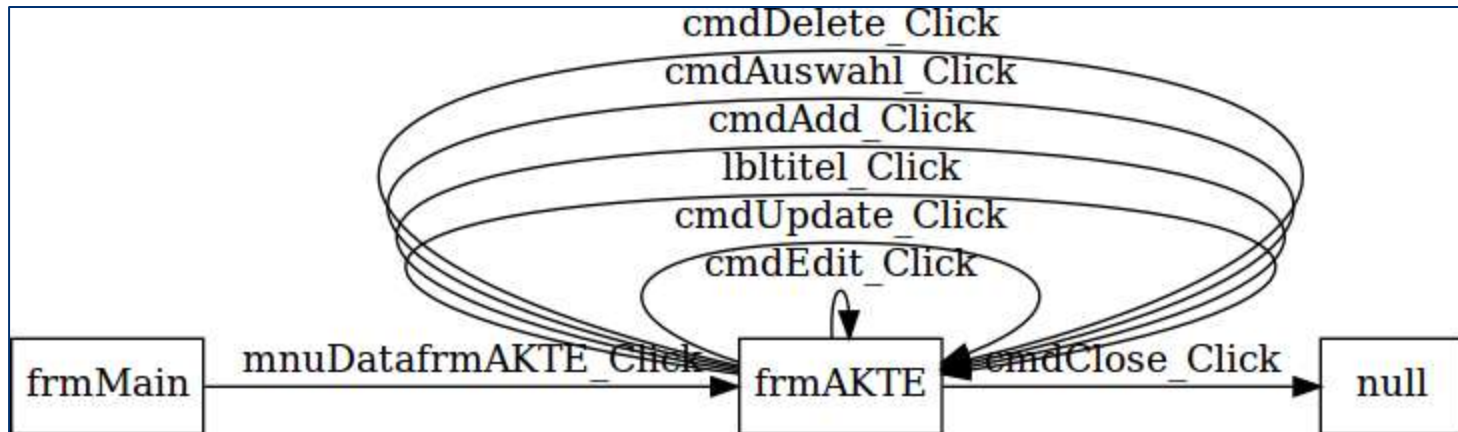 cmdDelete_Click
cmdAuswahl_Click
cmdAdd_Click
lbltitel_Click
cmdUpdate_Click
cmdEdit_Click
mnuDatafrmAKTE_Click
cmdClose_Click
frmMain
frmAKTE
null